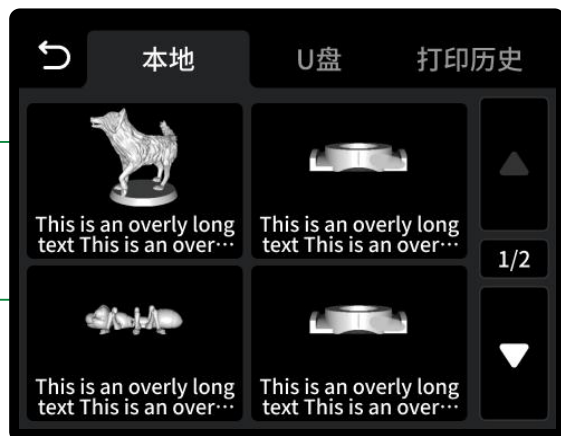 本地
U盘
打印历史
This is an overly long
text This is an over···
This is an overly long
text This is an over···
1/2
This is an overly long
text This is an over···
This is an overly long
text This is an over···